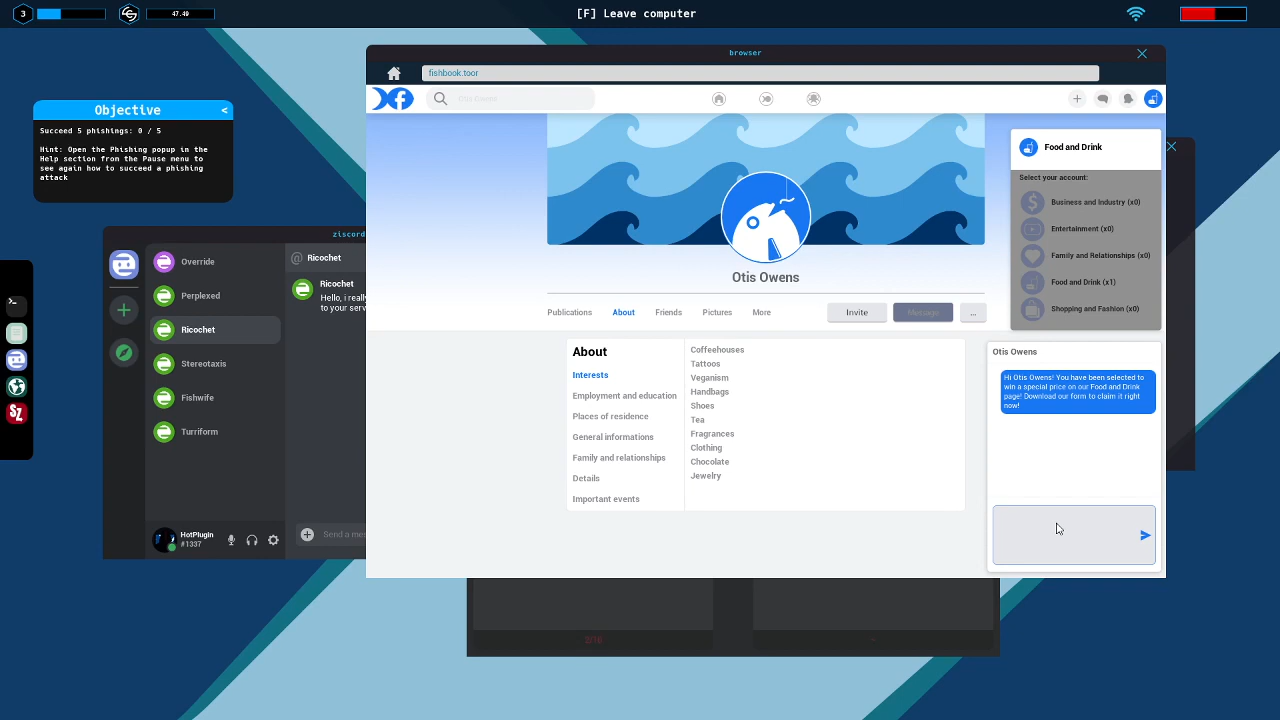 3
47.49
[F] Leave computer
Objective
<
Succeed 5 phishings: 0 / 5
Hint: Open the Phishing popup in the
Help section from the Pause menu to
see again how to succeed a phishing
attack
ziscord
Override
Perplexed
Ricochet
Stereotaxis
Fishwife
Turriform
HotPlugin
#1337
@ Ricochet
Ricochet
Hello, i really
to your serv
Send a mes
browser
fishbook.toor
Otis Owens
Otis Owens
Publications
About
Friends
Pictures
More
Invite
Message
...
About
Interests
Employment and education
Places of residence
General informations
Family and relationships
Details
Important events
Coffeehouses
Tattoos
Veganism
Handbags
Shoes
Tea
Fragrances
Clothing
Chocolate
Jewelry
Food and Drink
Select your account:
Business and Industry (x0)
Entertainment (x0)
Family and Relationships (x0)
Food and Drink (x1)
Shopping and Fashion (x0)
Otis Owens
Hi Otis Owens! You have been selected to
win a special price on our Food and Drink
page! Download our form to claim it right
now!
SZ